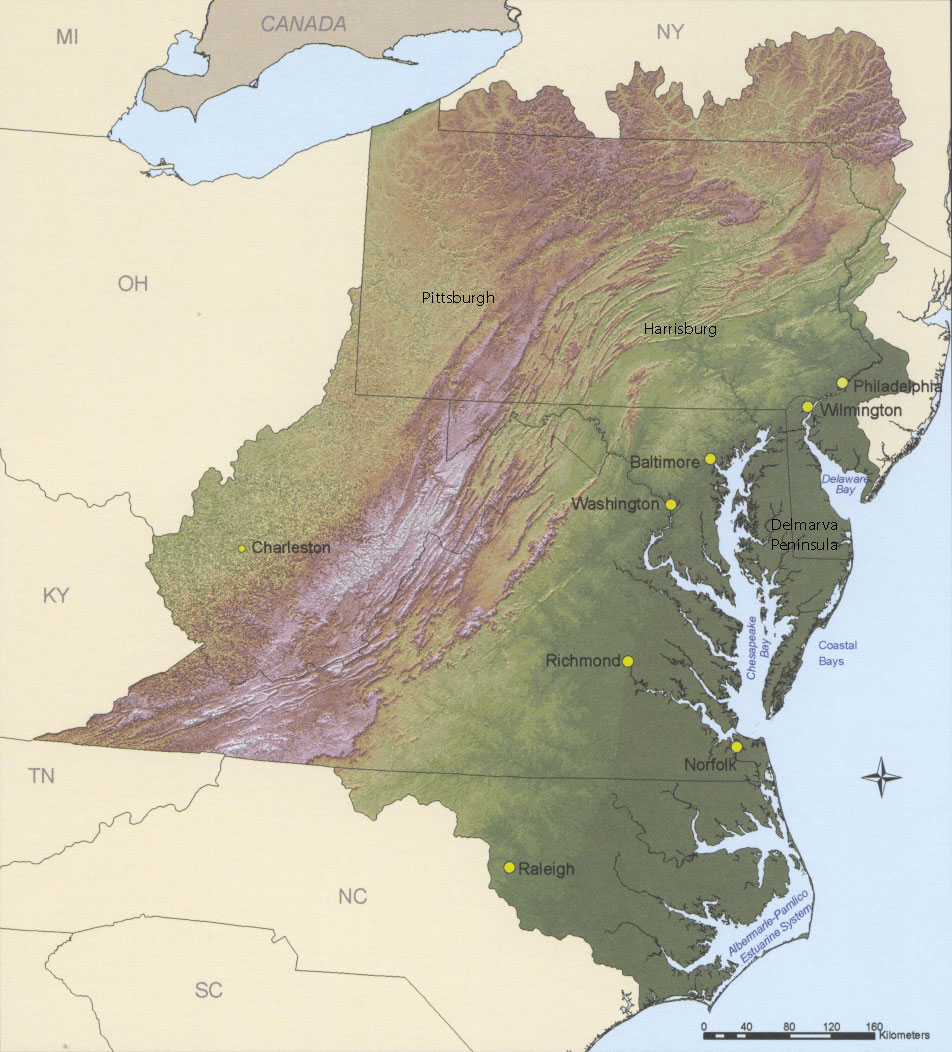 MI
CANADA
NY
OH
Pittsburgh
Harrisburg
Philadelphia
Wilmington
Baltimore
Delaware
Bay
Washington
Delmarva
Peninsula
Charleston
KY
Chesapeake
Bay
Coastal
Bays
Richmond
Norfolk
TN
Raleigh
NC
Albermarle-Pamlico
Estuarine System
SC
0 40 80 120 160
Kilometers